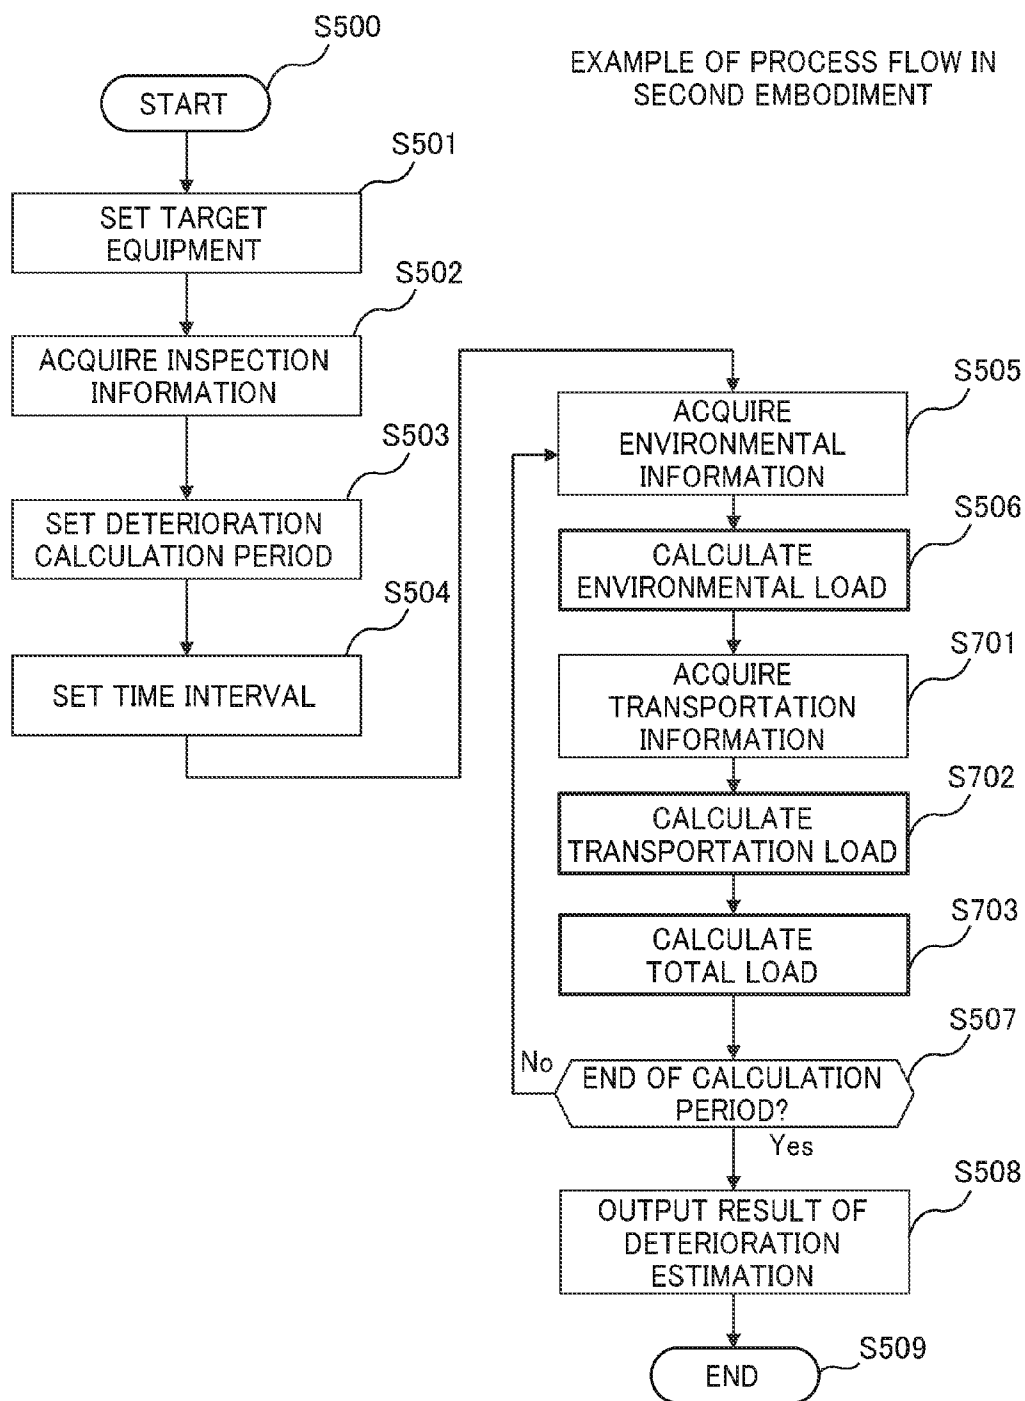 EXAMPLE OF PROCESS FLOW IN
SECOND EMBODIMENT
S500
START
S501
SET TARGET
EQUIPMENT
S502
ACQUIRE INSPECTION
INFORMATION
S503
SET DETERIORATION
CALCULATION PERIOD
S504
SET TIME INTERVAL
S505
ACQUIRE
ENVIRONMENTAL
INFORMATION
S506
CALCULATE
ENVIRONMENTAL LOAD
S701
ACQUIRE
TRANSPORTATION
INFORMATION
S702
CALCULATE
TRANSPORTATION LOAD
S703
CALCULATE
TOTAL LOAD
S507
No
END OF CALCULATION
PERIOD?
Yes
S508
OUTPUT RESULT OF
DETERIORATION
ESTIMATION
S509
END